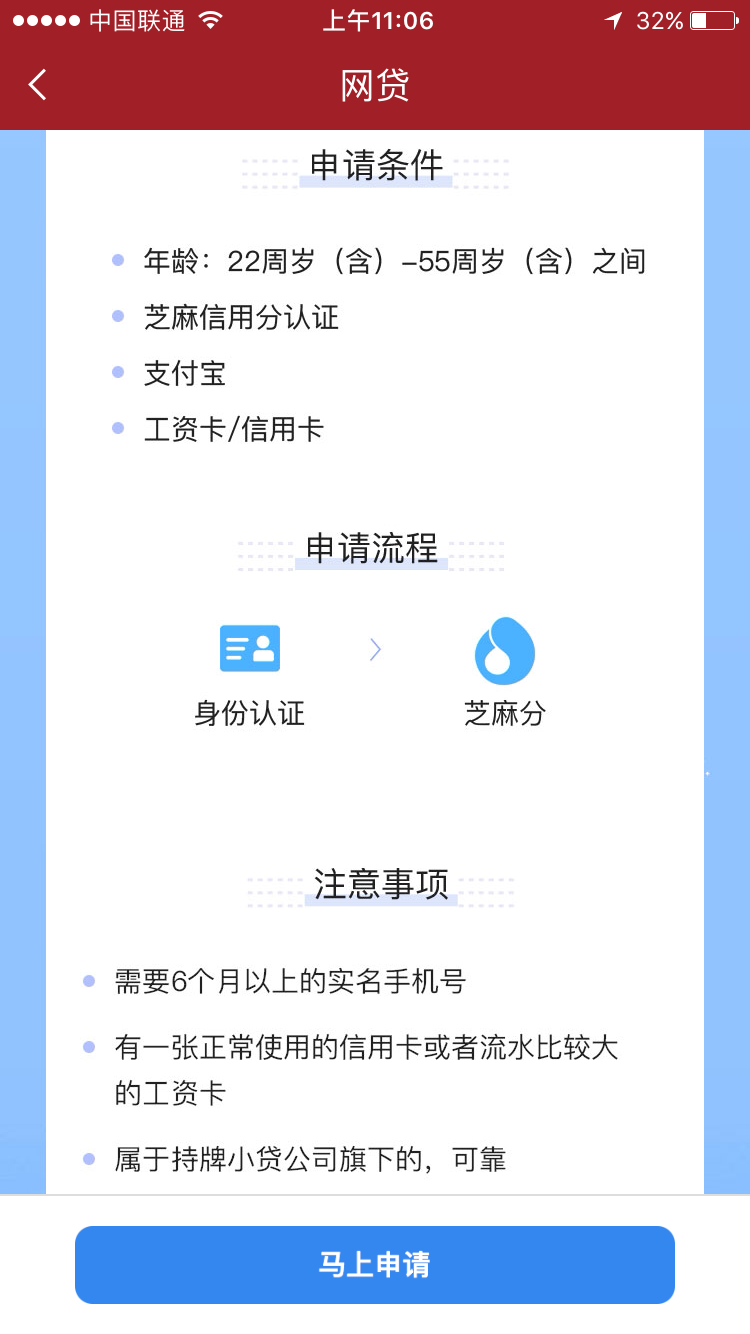 中国联通
上午11:06
32%
网贷
申请条件
年龄：22周岁（含）-55周岁（含）之间
芝麻信用分认证
支付宝
工资卡/信用卡
申请流程
身份认证
芝麻分
注意事项
需要6个月以上的实名手机号
有一张正常使用的信用卡或者流水比较大
的工资卡
属于持牌小贷公司旗下的，可靠
马上申请